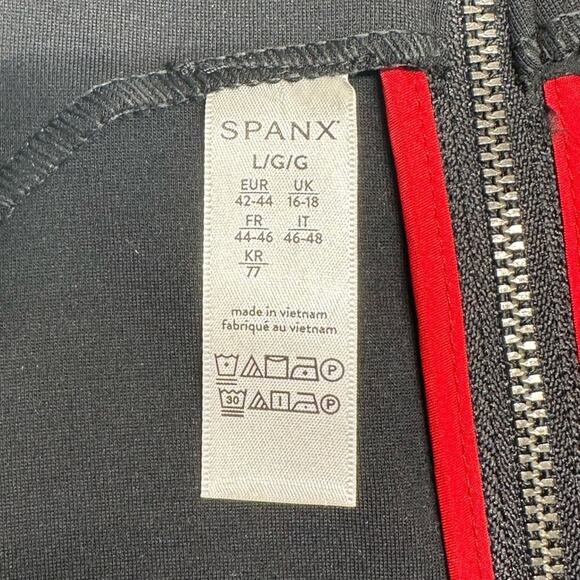 SPANX
L/G/G
EUR UK
42-44 16-18
FR IT
44-46 46-48
KR
77
made in vietnam
fabriqué au vietnam
P
30 P